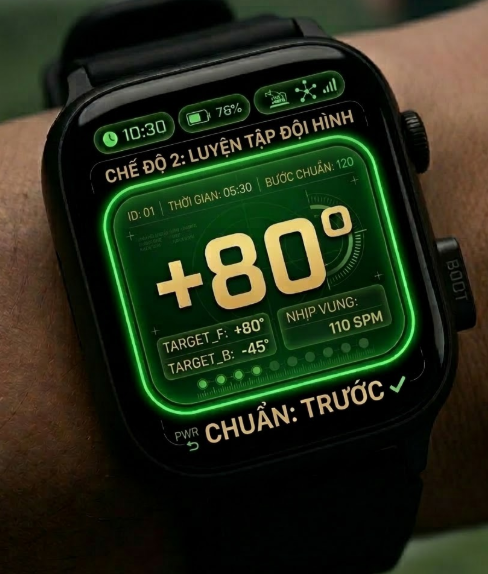 10:30
76%
CHẾ ĐỘ 2: LUYỆN TẬP ĐỘI HÌNH
ID: 01 | THỜI GIAN: 05:30 | BƯỚC CHUẨN: 120
+80°
TARGET_F: +80°
TARGET_B: -45°
NHỊP VUNG:
110 SPM
PWR
CHUẨN: TRƯỚC
BOOT